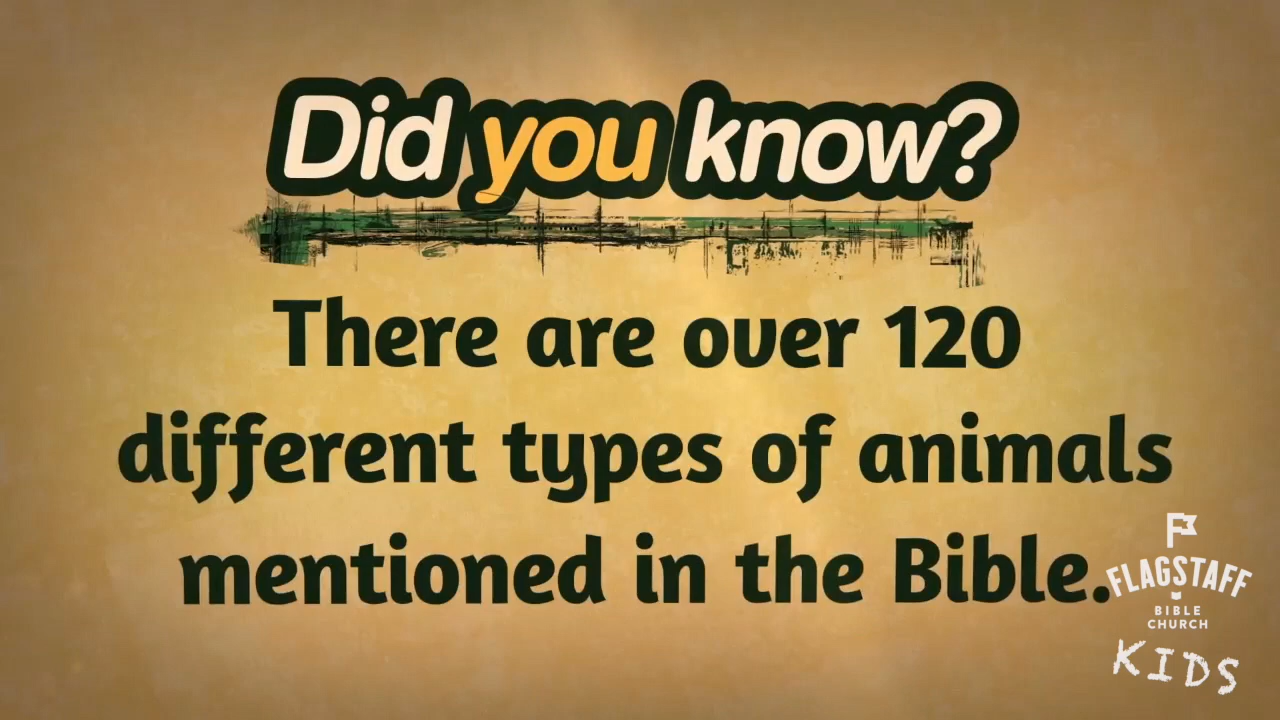 Did you know?
There are over 120
different types of animals
mentioned in the Bible.
FLAGSTAFF
BIBLE
CHURCH
KIDS